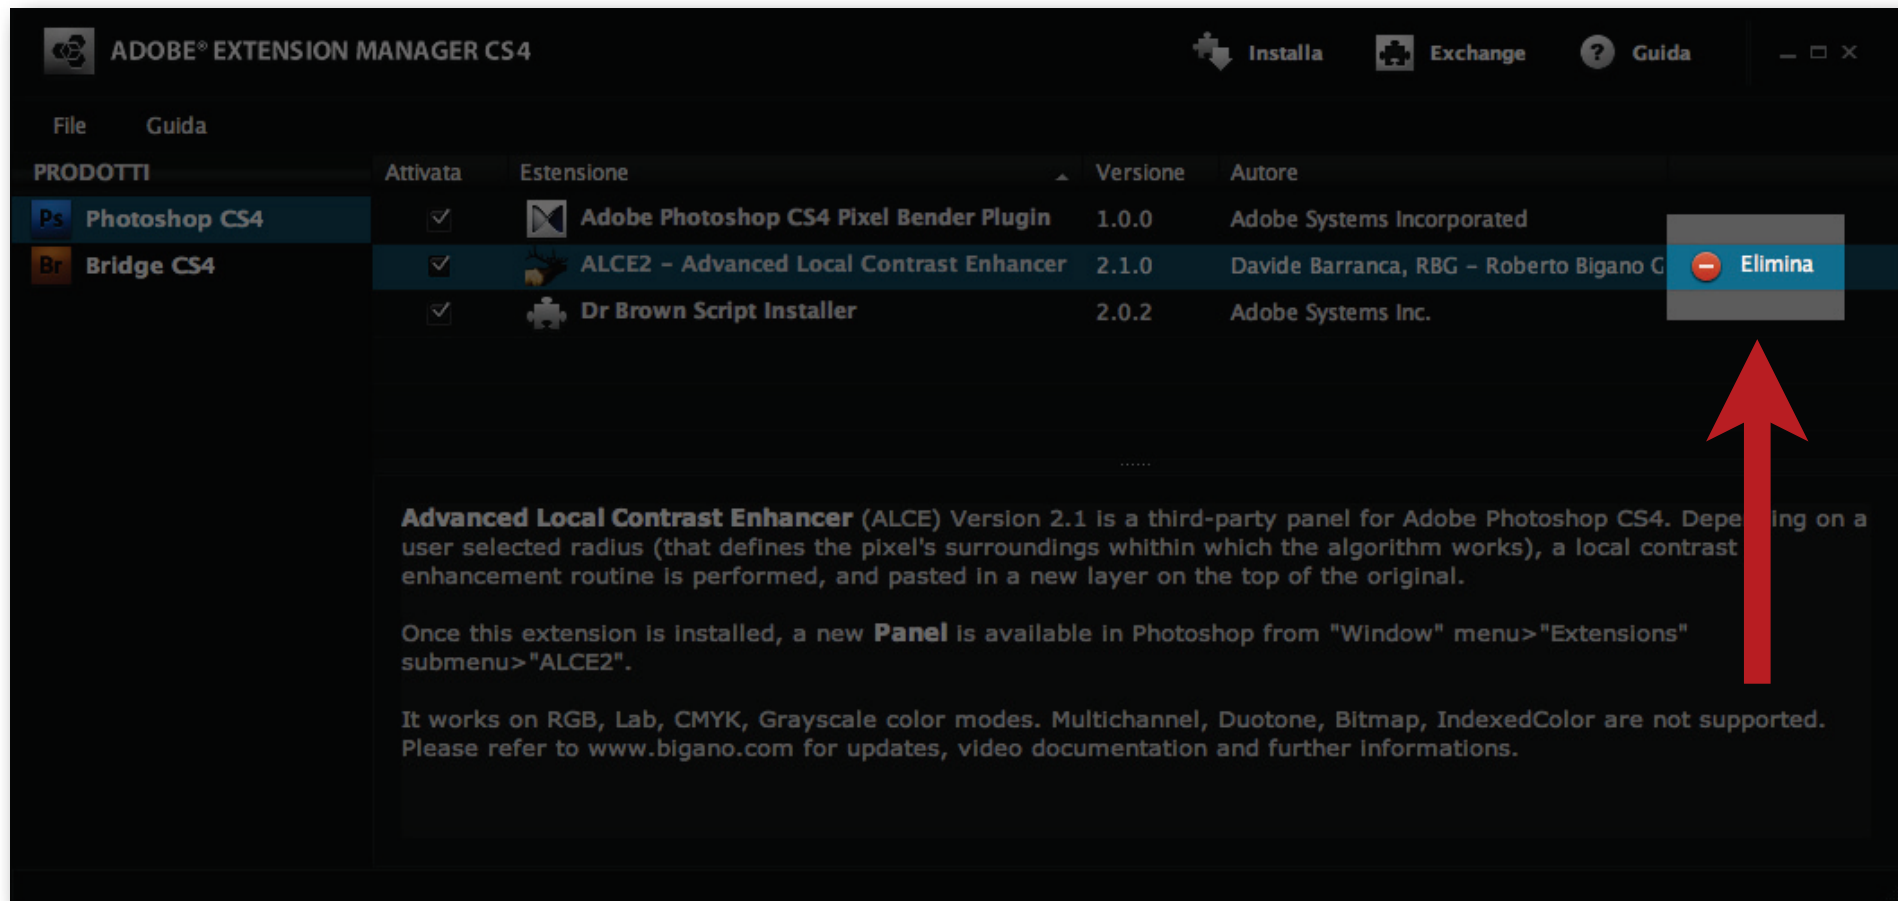 ADOBE® EXTENSION MANAGER CS4
Installa
Exchange
? Guida
File Guida
PRODOTTI
Attivata Estensione Versione Autore
Ps Photoshop CS4
Br Bridge CS4
Adobe Photoshop CS4 Pixel Bender Plugin 1.0.0 Adobe Systems Incorporated
ALCE2 – Advanced Local Contrast Enhancer 2.1.0 Davide Barranca, RBG – Roberto Bigano G Elimina
Dr Brown Script Installer 2.0.2 Adobe Systems Inc.
Advanced Local Contrast Enhancer (ALCE) Version 2.1 is a third-party panel for Adobe Photoshop CS4. Depe ing on a
user selected radius (that defines the pixel's surroundings whithin which the algorithm works), a local contrast
enhancement routine is performed, and pasted in a new layer on the top of the original.
Once this extension is installed, a new Panel is available in Photoshop from "Window" menu>"Extensions"
submenu>"ALCE2".
It works on RGB, Lab, CMYK, Grayscale color modes. Multichannel, Duotone, Bitmap, IndexedColor are not supported.
Please refer to www.bigano.com for updates, video documentation and further informations.